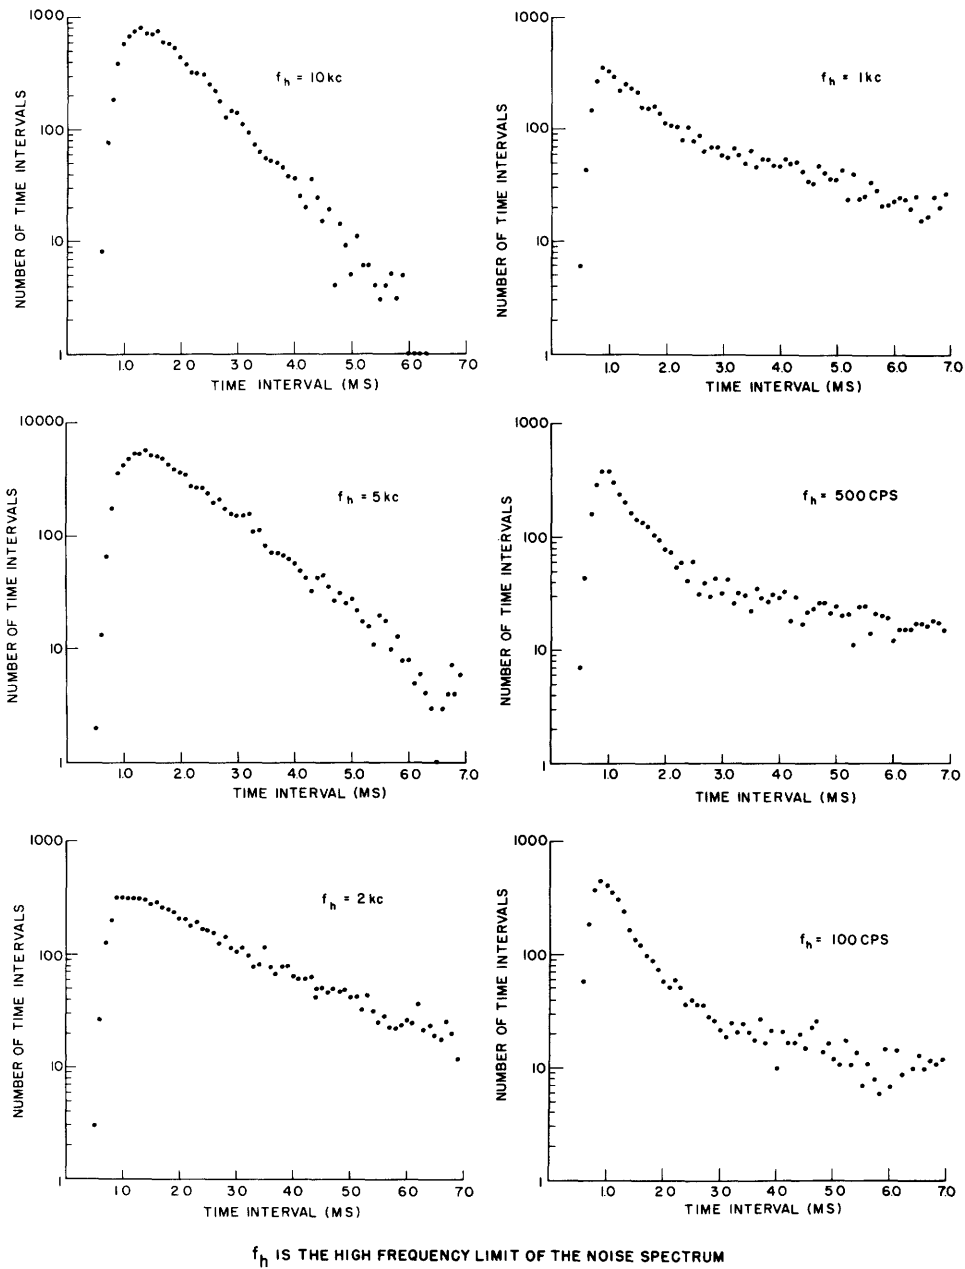 1000
100
10
1
NUMBER OF TIME INTERVALS
f_h = 10 kc
1.0 2.0 3.0 4.0 5.0 6.0 7.0
TIME INTERVAL (MS)
1000
100
10
1
NUMBER OF TIME INTERVALS
f_h = 1 kc
1.0 2.0 3.0 4.0 5.0 6.0 7.0
TIME INTERVAL (MS)
10000
100
10
1
NUMBER OF TIME INTERVALS
f_h = 5 kc
1.0 2.0 3.0 4.0 5.0 6.0 7.0
TIME INTERVAL (MS)
1000
100
10
1
NUMBER OF TIME INTERVALS
f_h = 500 CPS
1.0 2.0 3.0 4.0 5.0 6.0 7.0
TIME INTERVAL (MS)
1000
100
10
1
NUMBER OF TIME INTERVALS
f_h = 2 kc
1.0 2.0 3.0 4.0 5.0 6.0 7.0
TIME INTERVAL (MS)
1000
100
10
1
NUMBER OF TIME INTERVALS
f_h = 100 CPS
1.0 2.0 3.0 4.0 5.0 6.0 7.0
TIME INTERVAL (MS)
f_h IS THE HIGH FREQUENCY LIMIT OF THE NOISE SPECTRUM